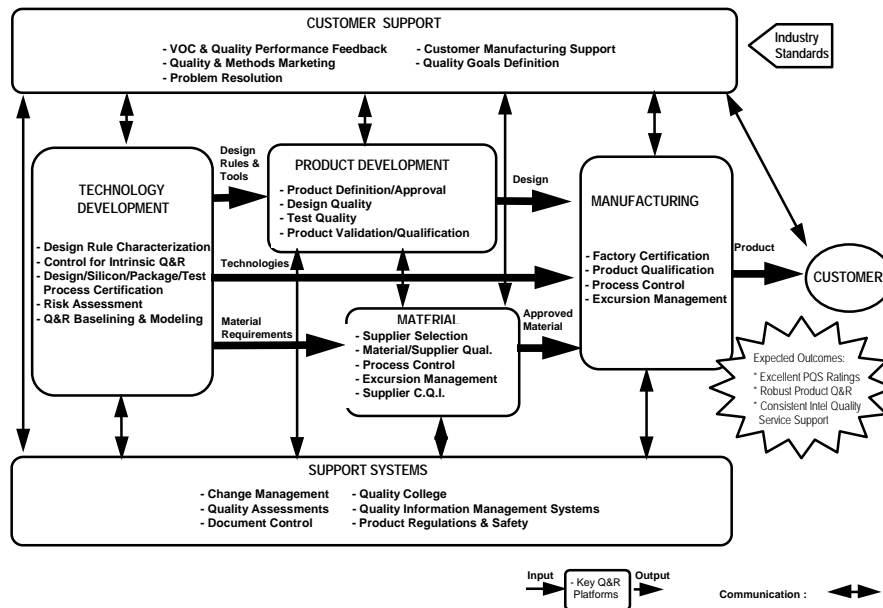 CUSTOMER SUPPORT
- VOC & Quality Performance Feedback
- Quality & Methods Marketing
- Problem Resolution
- Customer Manufacturing Support
- Quality Goals Definition
Industry
Standards
TECHNOLOGY
DEVELOPMENT
- Design Rule Characterization
- Control for Intrinsic Q&R
- Design/Silicon/Package/Test
Process Certification
- Risk Assessment
- Q&R Baselining & Modeling
Design
Rules &
Tools
Technologies
Material
Requirements
PRODUCT DEVELOPMENT
- Product Definition/Approval
- Design Quality
- Test Quality
- Product Validation/Qualification
Design
MATERIAL
- Supplier Selection
- Material/Supplier Qual.
- Process Control
- Excursion Management
- Supplier C.Q.I.
Approved
Material
MANUFACTURING
- Factory Certification
- Product Qualification
- Process Control
- Excursion Management
Product
CUSTOMER
Expected Outcomes:
* Excellent PQS Ratings
* Robust Product Q&R
* Consistent Intel Quality
Service Support
SUPPORT SYSTEMS
- Change Management
- Quality Assessments
- Document Control
- Quality College
- Quality Information Management Systems
- Product Regulations & Safety
Input
- Key Q&R
Platforms
Output
Communication :